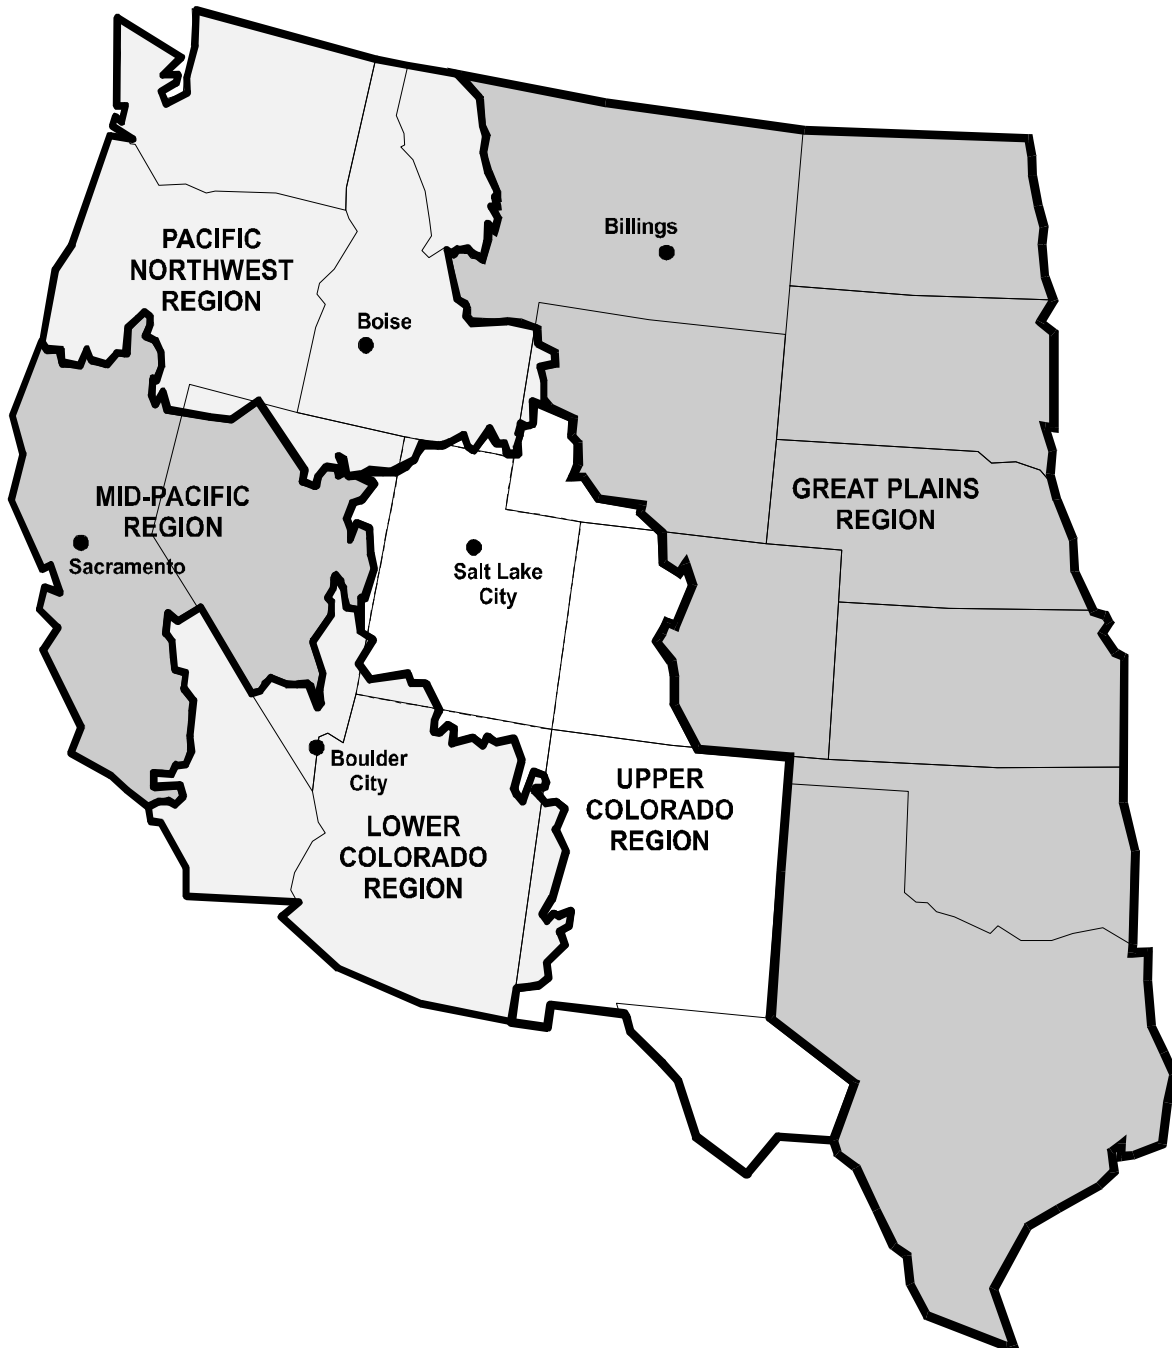 PACIFIC
NORTHWEST
REGION
Billings
Boise
MID-PACIFIC
REGION
Sacramento
Salt Lake
City
GREAT PLAINS
REGION
Boulder
City
UPPER
COLORADO
REGION
LOWER
COLORADO
REGION